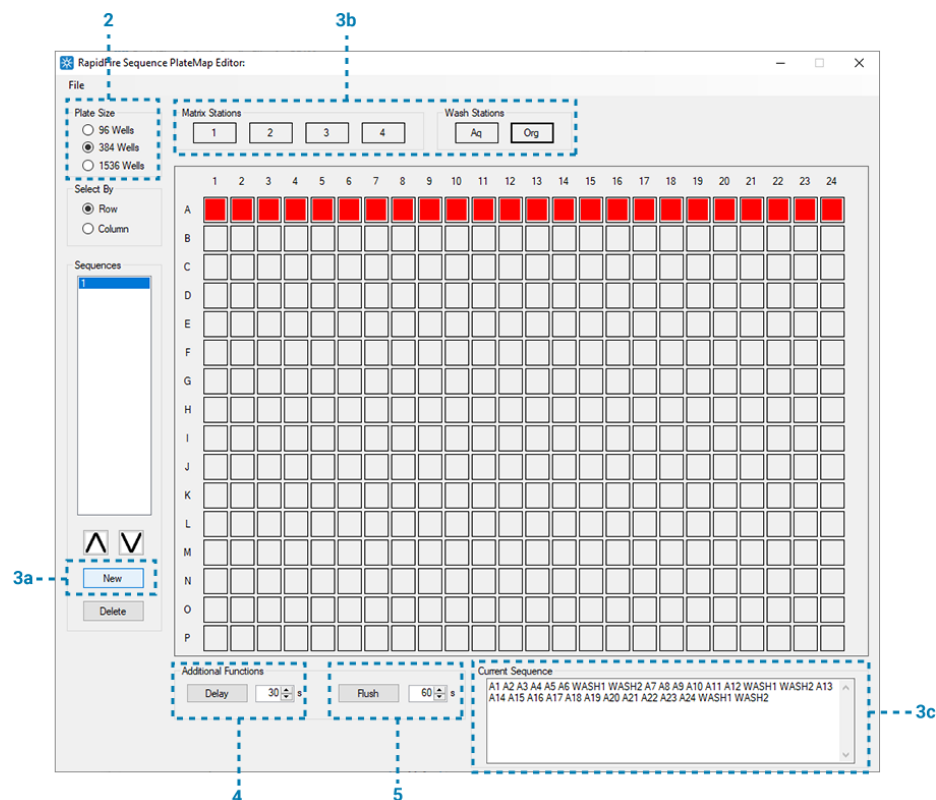 2 3b
RapidFire Sequence PlateMap Editor:
File
Plate Size
96 Wells
384 Wells
1536 Wells
Matrix Stations
1 2 3 4
Wash Stations
Aq Org
Select By
Row
Column
Sequences
1
1 2 3 4 5 6 7 8 9 10 11 12 13 14 15 16 17 18 19 20 21 22 23 24
A
B
C
D
E
F
G
H
I
J
K
L
M
N
O
P
3a
New
Delete
Additional Functions
Delay 30 s
Flush 60 s
Current Sequence
A1 A2 A3 A4 A5 A6 WASH1 WASH2 A7 A8 A9 A10 A11 A12 WASH1 WASH2 A13
A14 A15 A16 A17 A18 A19 A20 A21 A22 A23 A24 WASH1 WASH2
3c
4 5